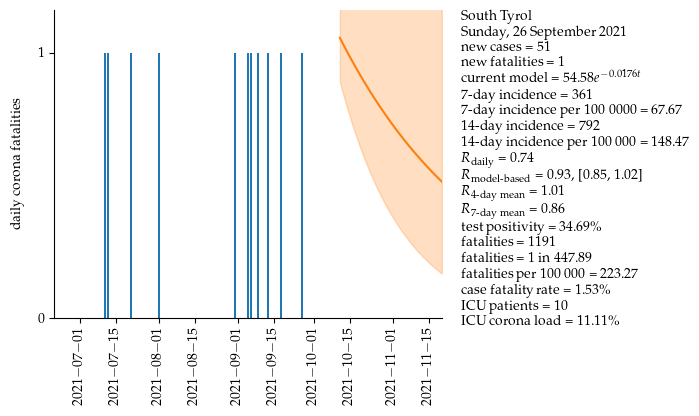 South Tyrol
Sunday, 26 September 2021
new cases = 51
new fatalities = 1
current model = 54.58e^{-0.0176t}
7-day incidence = 361
7-day incidence per 100 0000 = 67.67
14-day incidence = 792
14-day incidence per 100 000 = 148.47
R_daily = 0.74
R_model-based = 0.93, [0.85, 1.02]
R_4-day mean = 1.01
R_7-day mean = 0.86
test positivity = 34.69%
fatalities = 1191
fatalities = 1 in 447.89
fatalities per 100 000 = 223.27
case fatality rate = 1.53%
ICU patients = 10
ICU corona load = 11.11%
daily corona fatalities
1
0
2021−07−01
2021−07−15
2021−08−01
2021−08−15
2021−09−01
2021−09−15
2021−10−01
2021−10−15
2021−11−01
2021−11−15